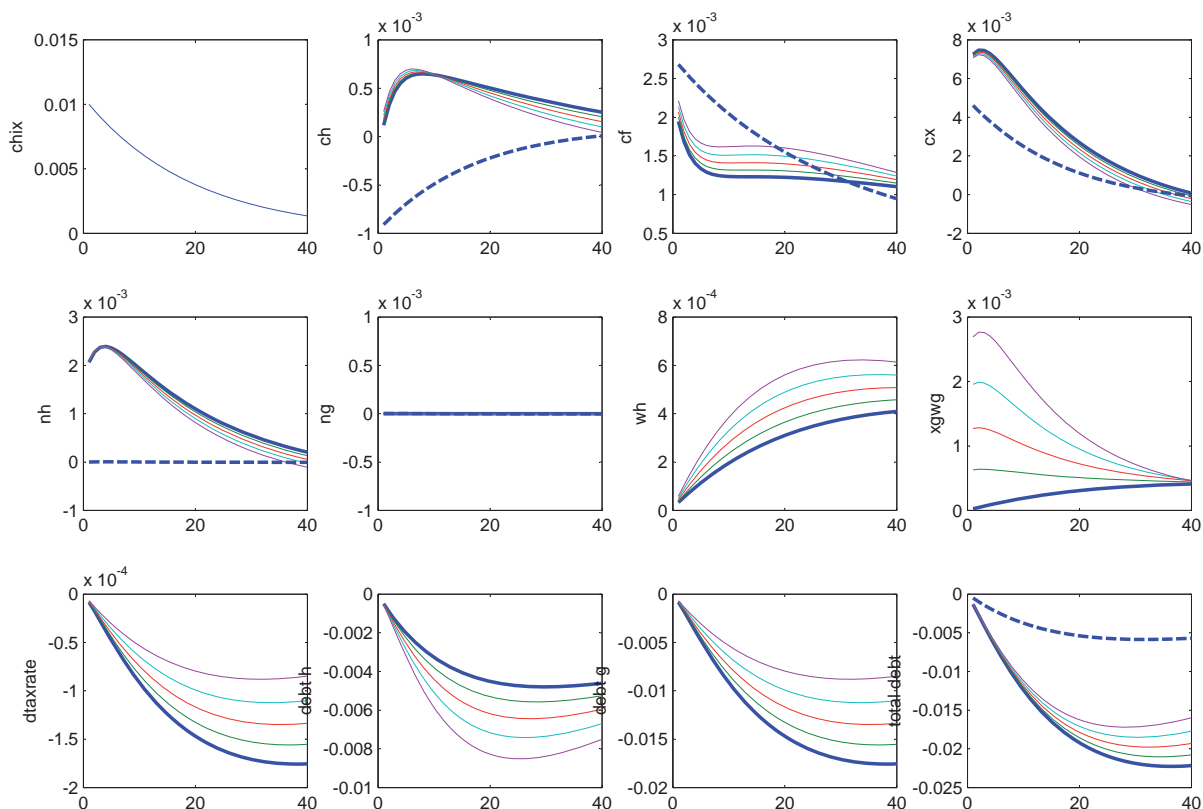 x 10⁻³
x 10⁻³
x 10⁻³
0.015
0.01
0.005
0
chix
0 20 40
1
0.5
0
-0.5
-1
ch
0 20 40
3
2.5
2
1.5
1
0.5
cf
0 20 40
8
6
4
2
0
-2
cx
0 20 40
x 10⁻³
x 10⁻³
x 10⁻⁴
x 10⁻³
3
2
1
0
-1
nh
0 20 40
1
0.5
0
-0.5
-1
ng
0 20 40
8
6
4
2
0
wh
0 20 40
3
2
1
0
xgwg
0 20 40
x 10⁻⁴
0
-0.5
-1
-1.5
-2
dtaxrate
0 20 40
0
-0.002
-0.004
-0.006
-0.008
-0.01
debt h
0 20 40
0
-0.005
-0.01
-0.015
-0.02
debt g
0 20 40
0
-0.005
-0.01
-0.015
-0.02
-0.025
total debt
0 20 40